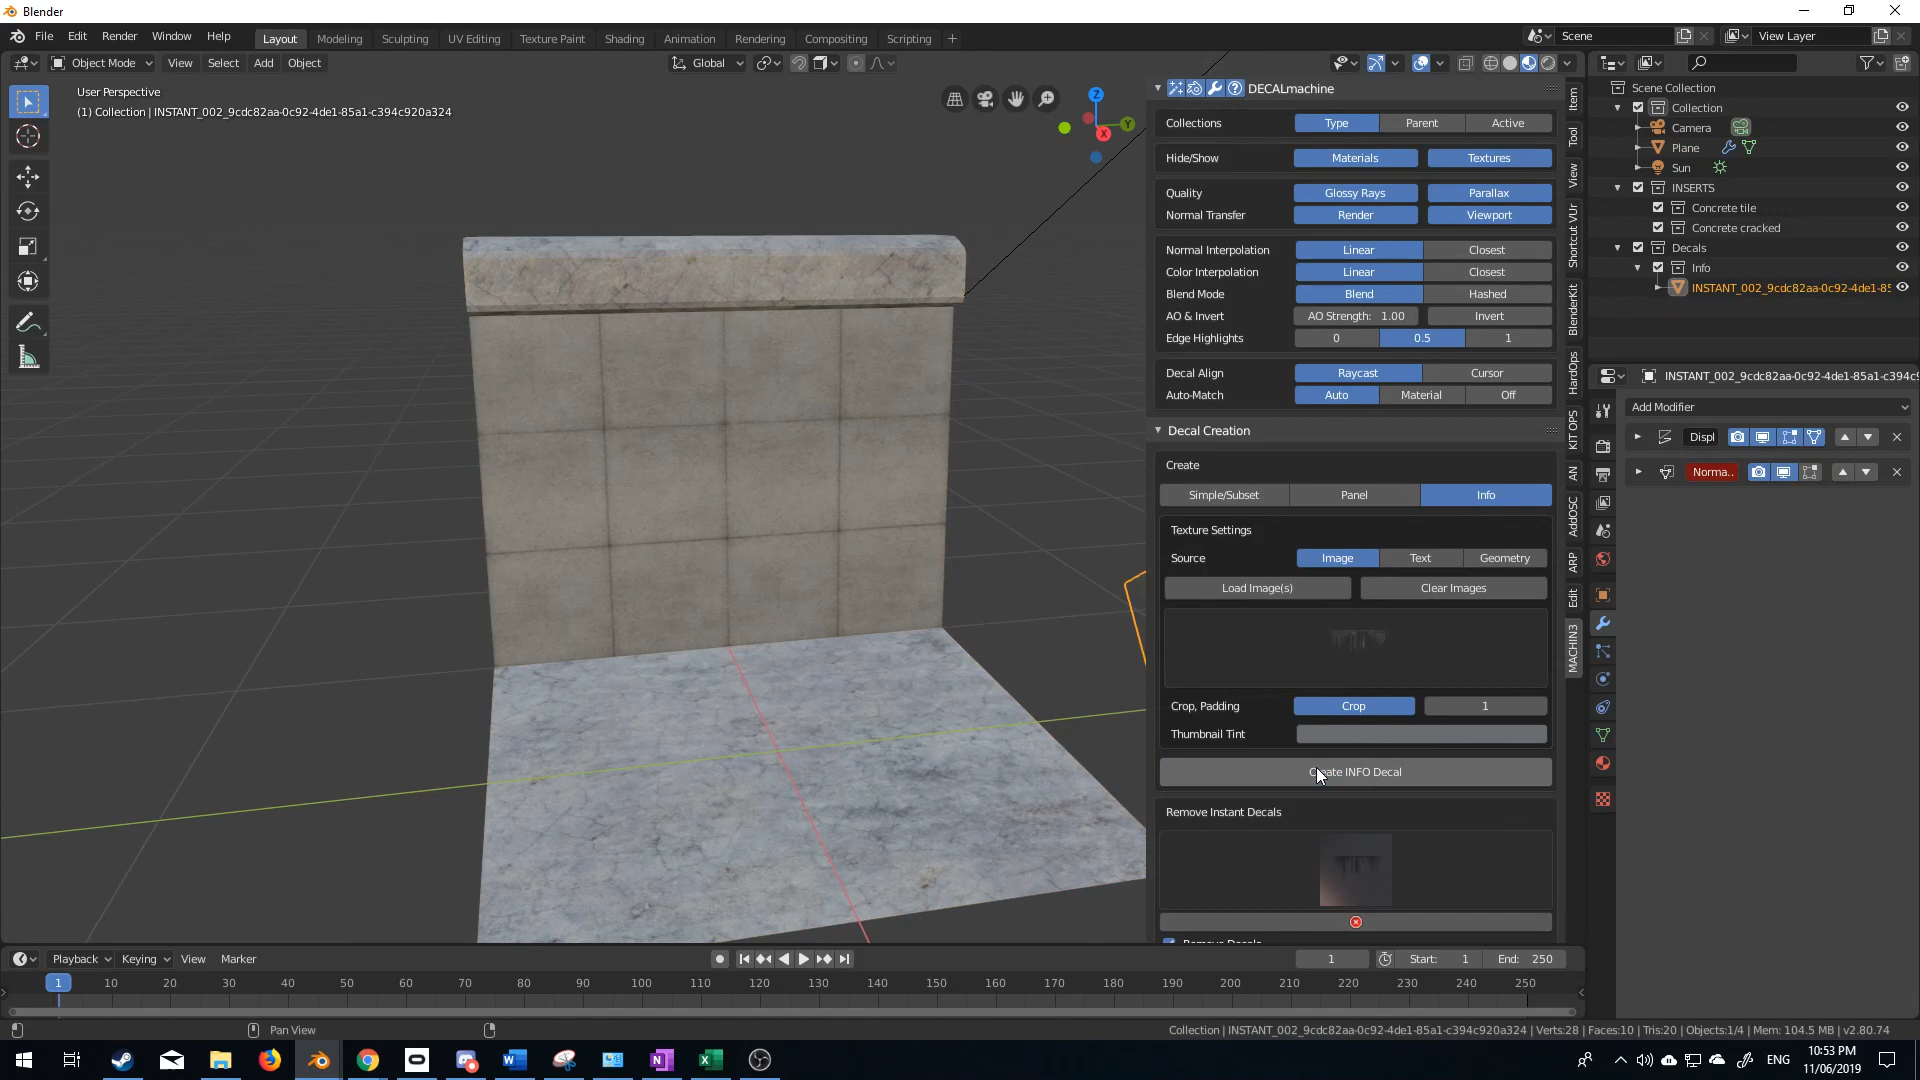 Blender
File Edit Render Window Help
Layout Modeling Sculpting UV Editing Texture Paint Shading Animation Rendering Compositing Scripting +
Scene
View Layer
Object Mode View Select Add Object
Global
User Perspective
(1) Collection | INSTANT_002_9cdc82aa-0c92-4de1-85a1-c394c920a324
Z
Y
X
DECALmachine
Collections Type Parent Active
Hide/Show Materials Textures
Quality Glossy Rays Parallax
Normal Transfer Render Viewport
Normal Interpolation Linear Closest
Color Interpolation Linear Closest
Blend Mode Blend Hashed
AO & Invert AO Strength: 1.00 Invert
Edge Highlights 0 0.5 1
Decal Align Raycast Cursor
Auto-Match Auto Material Off
Decal Creation
Create
Simple/Subset Panel Info
Texture Settings
Source Image Text Geometry
Load Image(s) Clear Images
Crop, Padding Crop 1
Thumbnail Tint
Create INFO Decal
Remove Instant Decals
Item
Tool
View
Shortcut VUr
BlenderKit
HardOps
KIT OPS
AN
AddOSC
ARP
Edit
MACHIN3
Scene Collection
Collection
Camera
Plane
Sun
INSERTS
Concrete tile
Concrete cracked
Decals
Info
INSTANT_002_9cdc82aa-0c92-4de1-85
INSTANT_002_9cdc82aa-0c92-4de1-85a1-c394c9
Add Modifier
Displ
Norma..
Playback Keying View Marker
1 Start: 1 End: 250
1 10 20 30 40 50 60 70 80 90 100 110 120 130 140 150 160 170 180 190 200 210 220 230 240 250
Pan View
Collection | INSTANT_002_9cdc82aa-0c92-4de1-85a1-c394c920a324 | Verts:28 | Faces:10 | Tris:20 | Objects:1/4 | Mem: 104.5 MB | v2.80.74
ENG
10:53 PM
11/06/2019